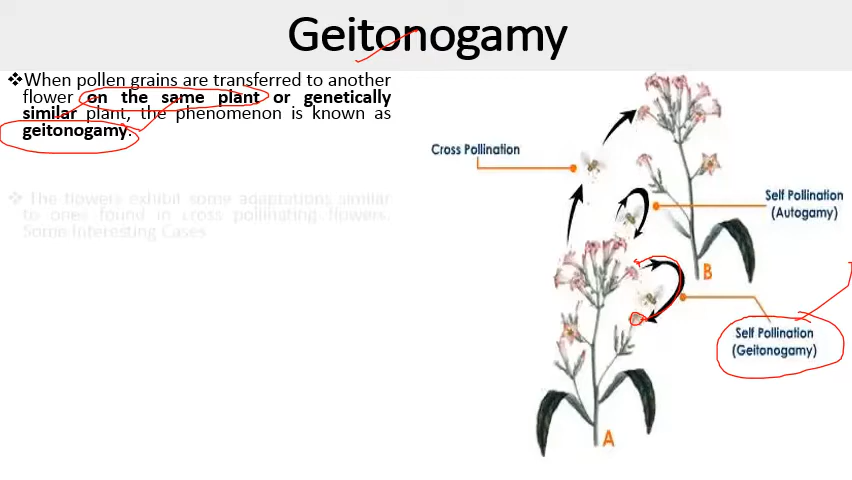 Geitonogamy
❖When pollen grains are transferred to another
flower on the same plant or genetically
similar plant, the phenomenon is known as
geitonogamy.
❖ The flowers exhibit some adaptations similar
to ones found in cross pollinating flowers.
Some Interesting Cases
Cross Pollination
Self Pollination
(Autogamy)
B
Self Pollination
(Geitonogamy)
A